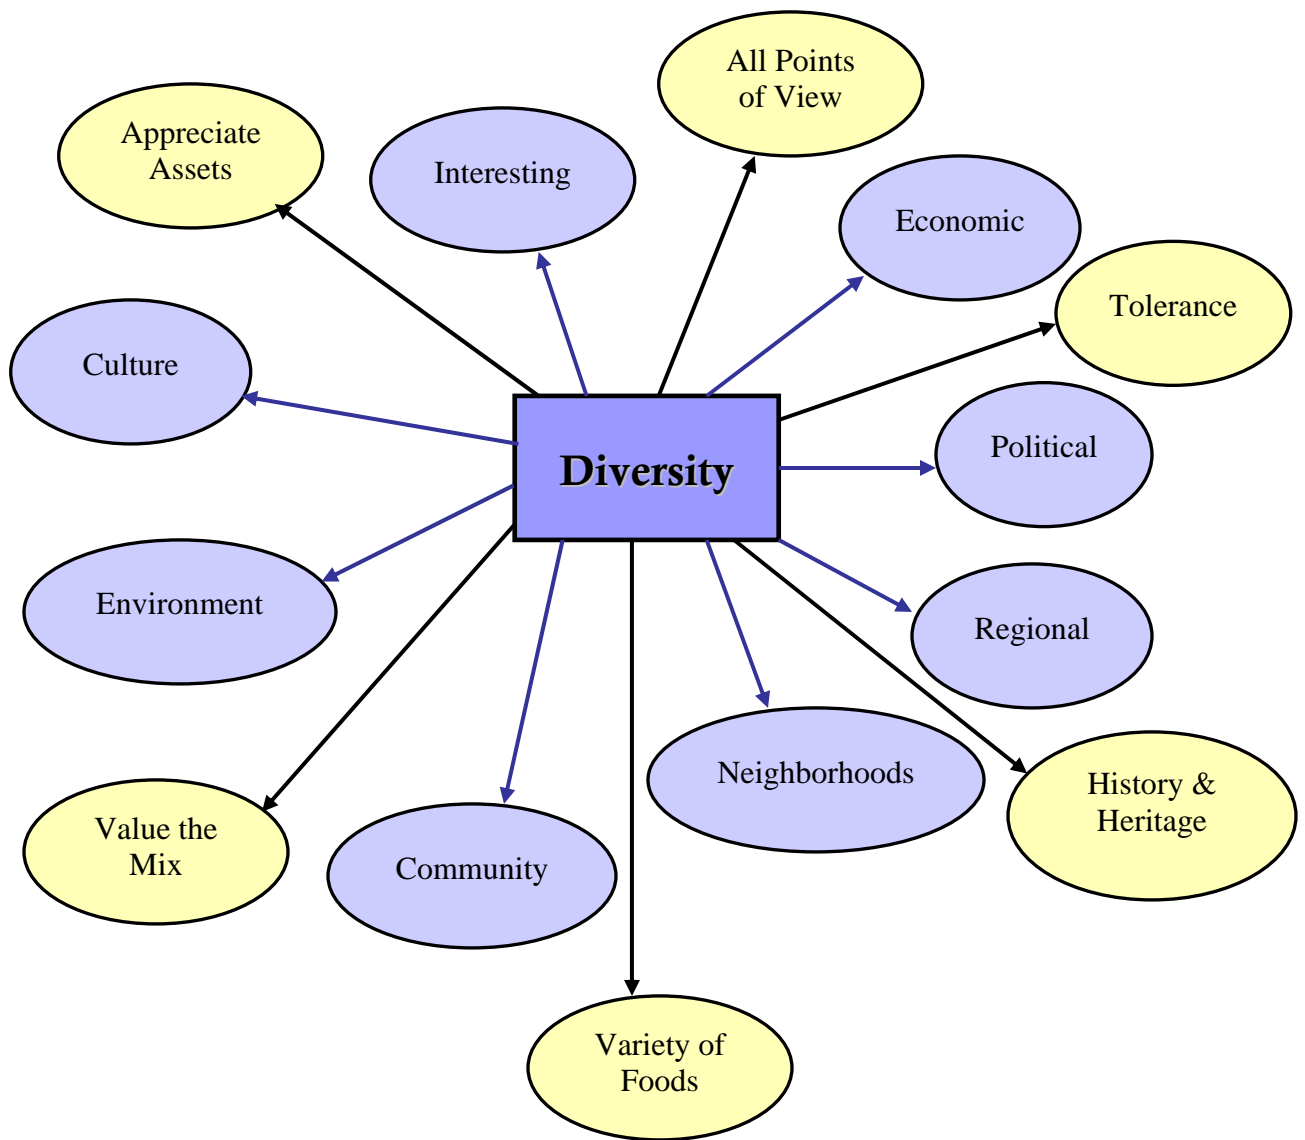 All Points
of View
Appreciate
Assets
Interesting
Economic
Tolerance
Culture
Political
Diversity
Environment
Regional
Neighborhoods
History &
Heritage
Value the
Mix
Community
Variety of
Foods